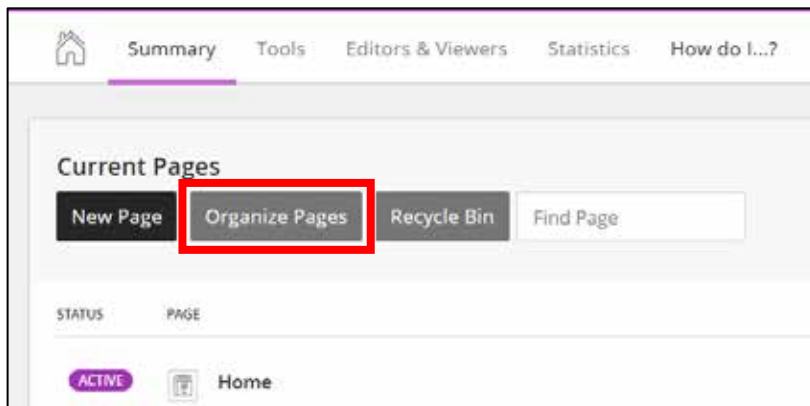 Summary Tools Editors & Viewers Statistics How do I...?
Current Pages
New Page Organize Pages Recycle Bin Find Page
STATUS PAGE
ACTIVE Home